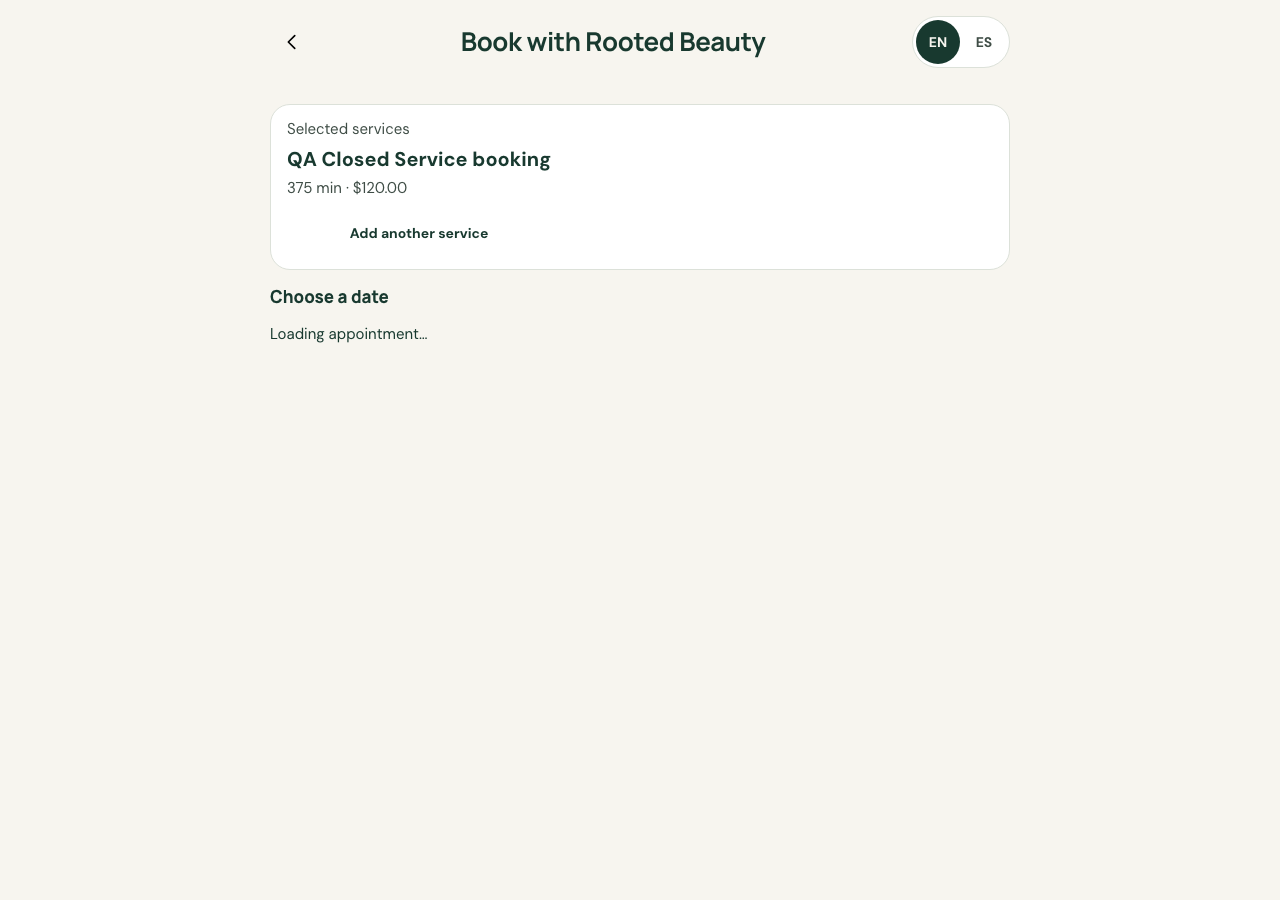 Book with Rooted Beauty
EN
ES
Selected services
QA Closed Service booking
375 min · $120.00
Add another service
Choose a date
Loading appointment…